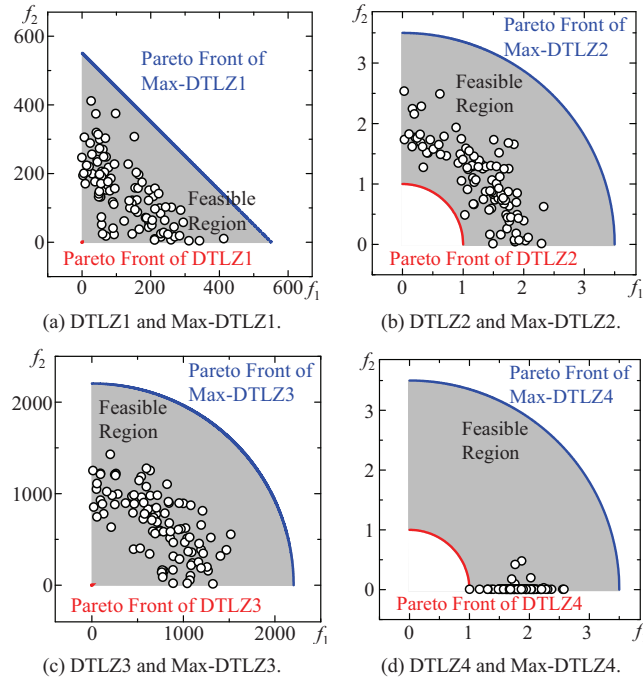 f2
600
400
200
0
0 200 400 600
f1
Pareto Front of
Max-DTLZ1
Feasible
Region
Pareto Front of DTLZ1
(a) DTLZ1 and Max-DTLZ1.
f2
3
2
1
0
0 1 2 3
f1
Pareto Front of
Max-DTLZ2
Feasible
Region
Pareto Front of DTLZ2
(b) DTLZ2 and Max-DTLZ2.
f2
2000
1000
0
0 1000 2000
f1
Pareto Front of
Max-DTLZ3
Feasible
Region
Pareto Front of DTLZ3
(c) DTLZ3 and Max-DTLZ3.
f2
3
2
1
0
0 1 2 3
f
Pareto Front of
Max-DTLZ4
Feasible
Region
Pareto Front of DTLZ4
(d) DTLZ4 and Max-DTLZ4.